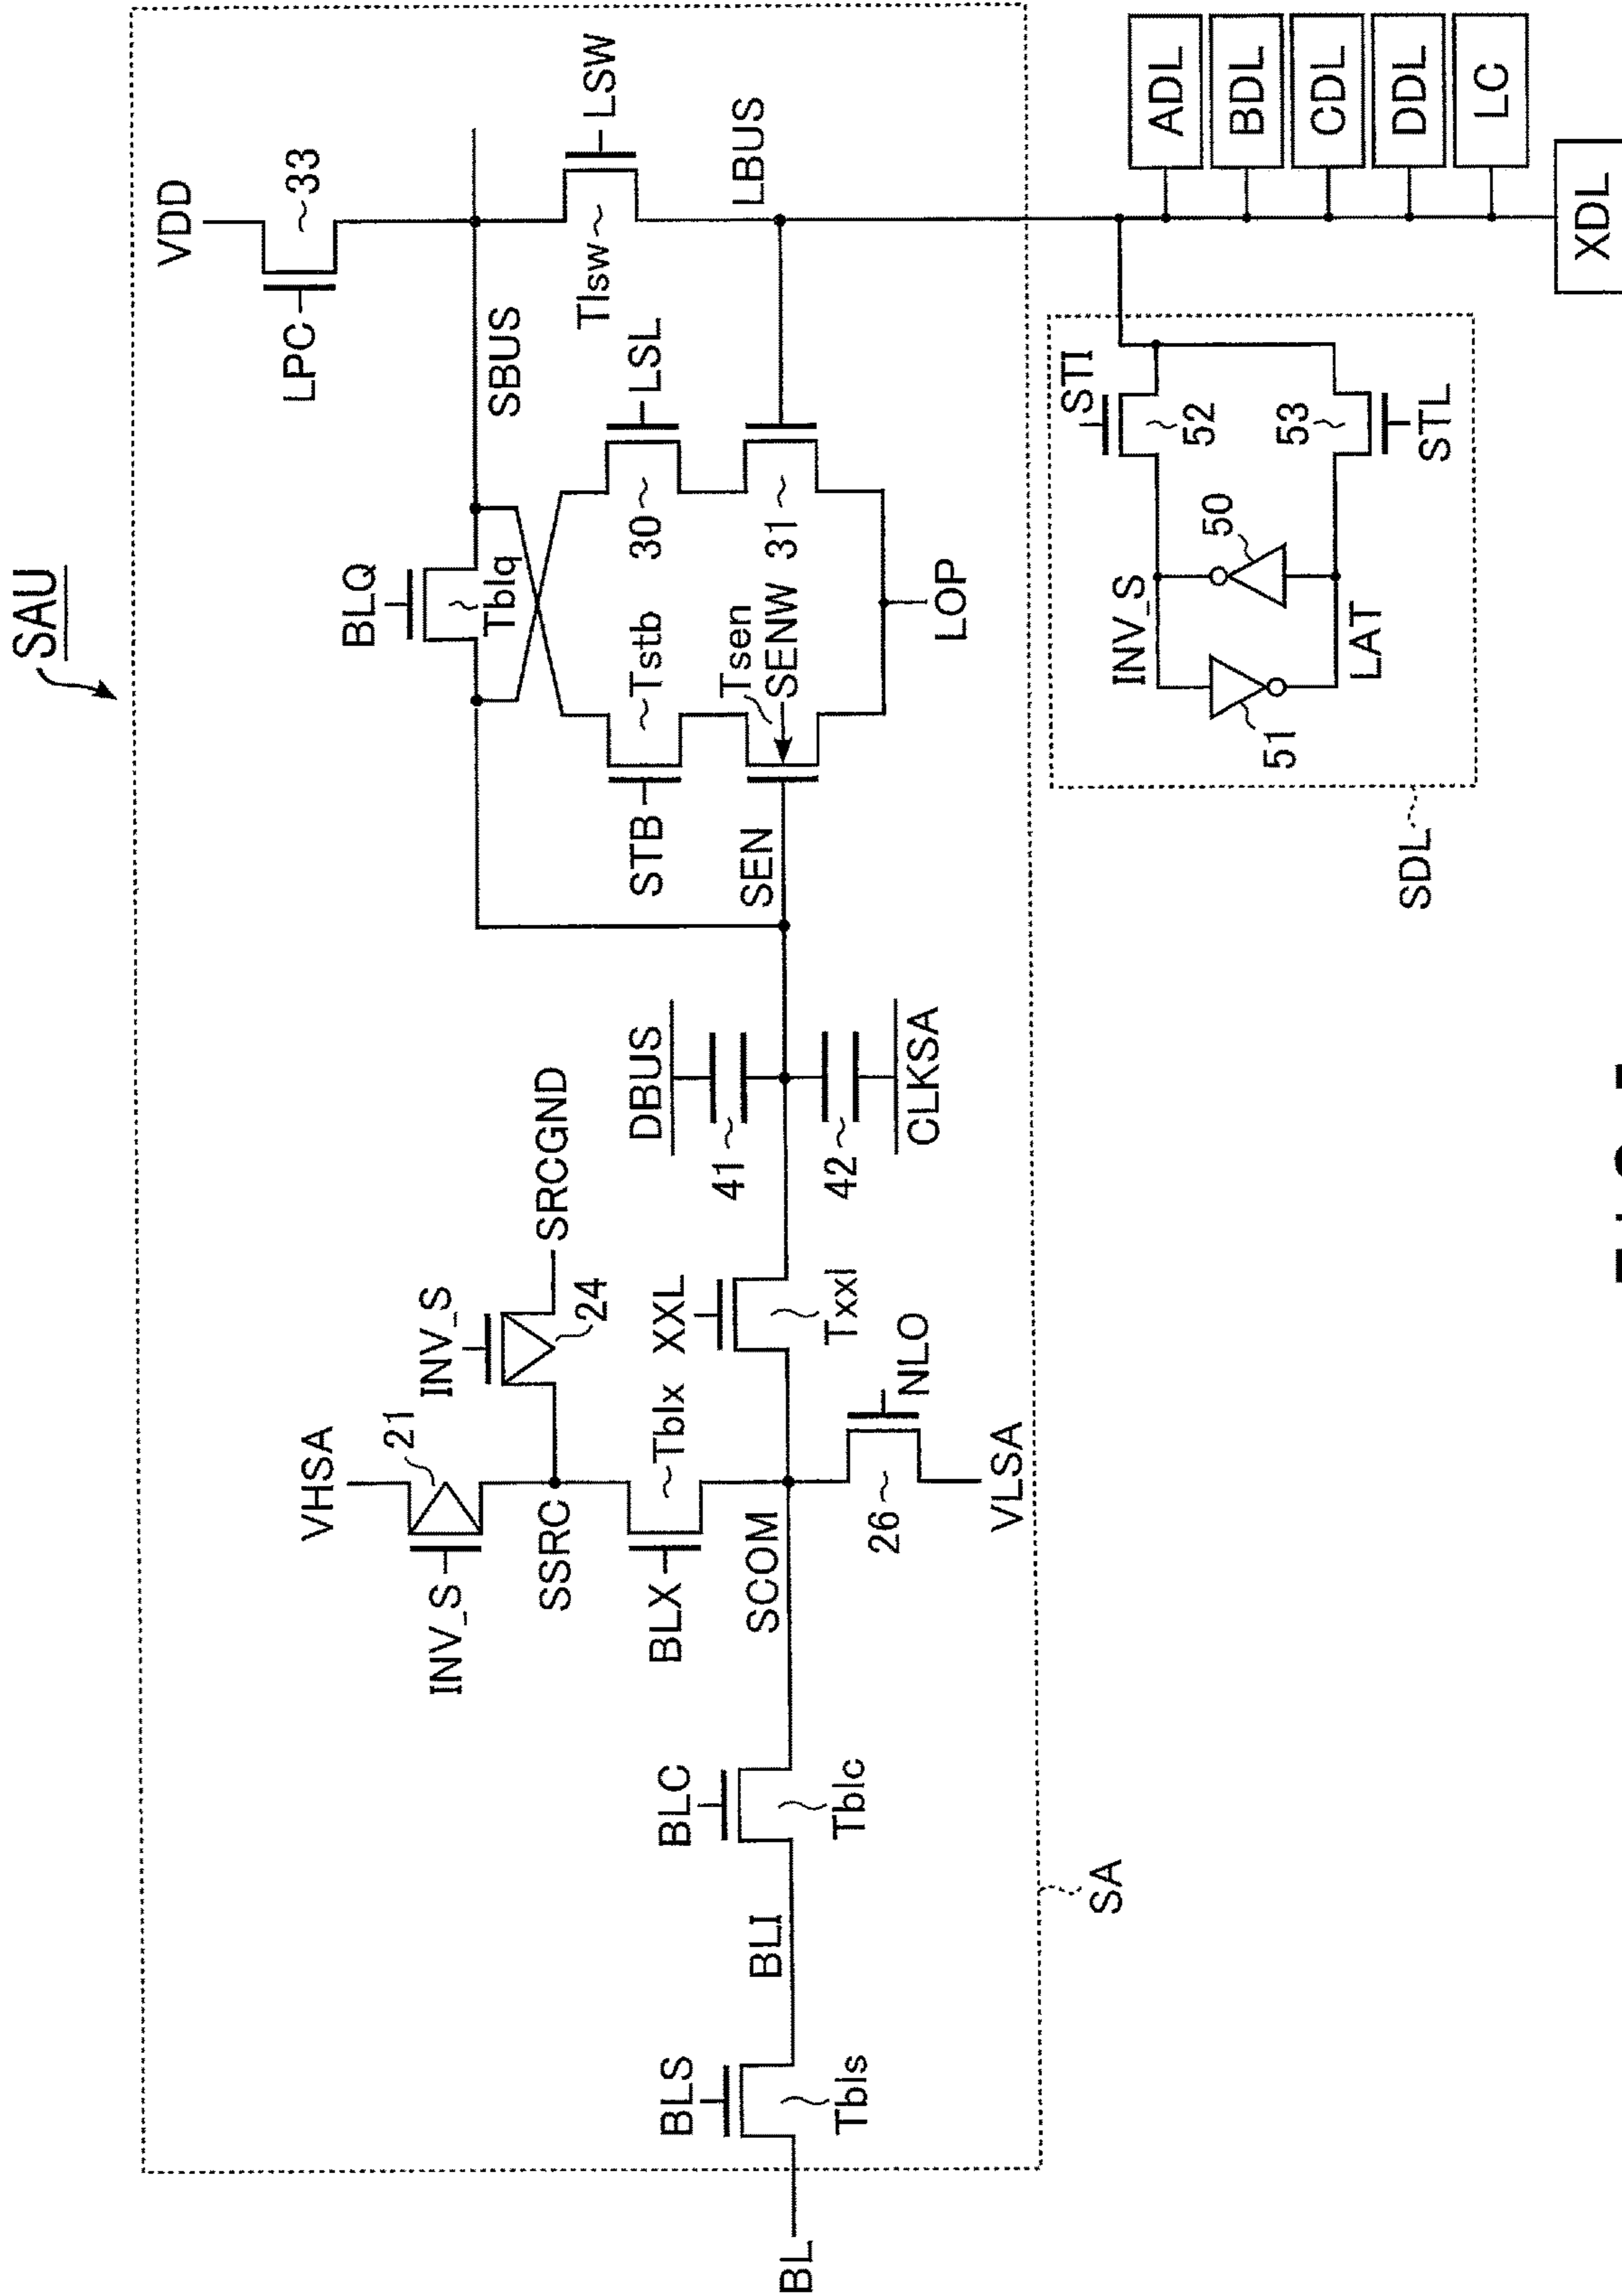 SAU
VDD
33
LPC
LSW
Tlsw
LBUS
SBUS
BLQ
Tblq
LSL
30
31
Tstb
Tsen
SENW
STB
SEN
LOP
DBUS
41
42
CLKSA
SRCGND
INV_S
24
VHSA
21
INV_S
SSRC
BLX
Tblx
XXL
Txxl
SCOM
NLO
26
VLSA
BLC
Tblc
BLI
BLS
Tbls
BL
SA
ADL
BDL
CDL
DDL
LC
XDL
STI
52
53
STL
50
51
INV_S
LAT
SDL